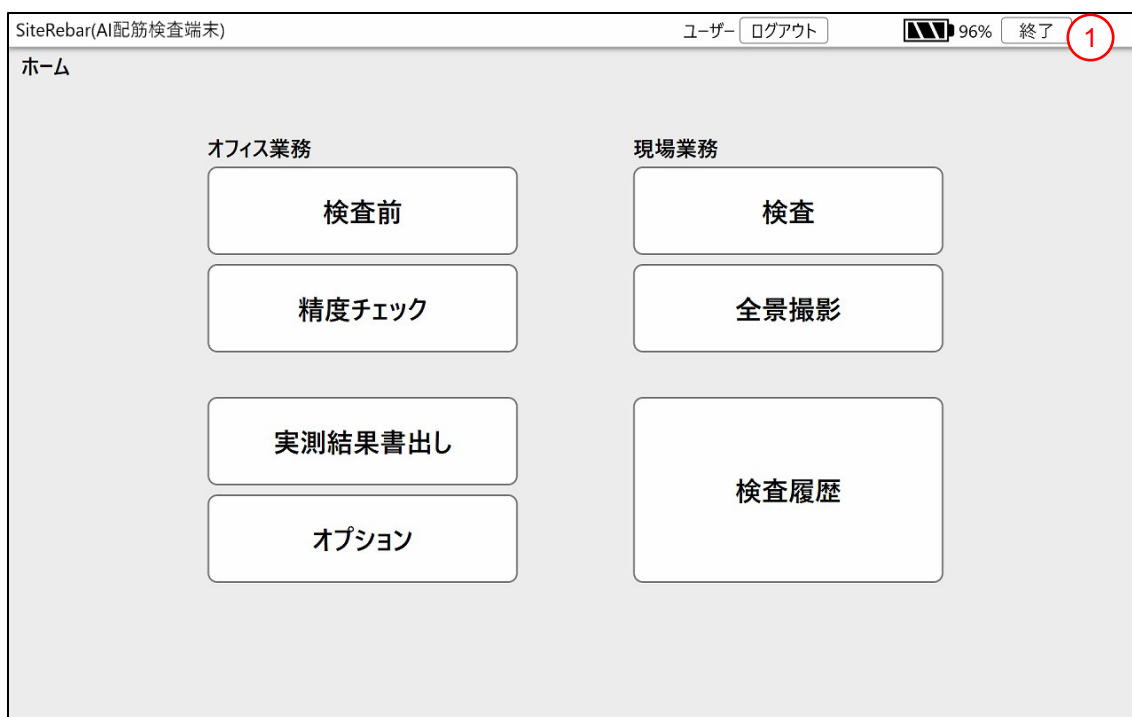 SiteRebar(AI配筋検査端末) ユーザー ログアウト 96% 終了 1
ホーム
オフィス業務
検査前
精度チェック
実測結果書出し
オプション
現場業務
検査
全景撮影
検査履歴